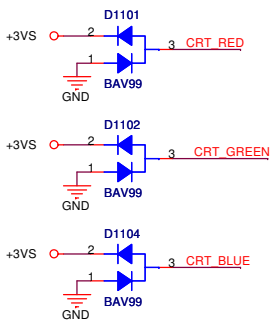 D1101
+3VS 2
3 CRT_RED
1
GND BAV99
D1102
+3VS 2
3 CRT_GREEN
1
GND BAV99
D1104
+3VS 2
3 CRT_BLUE
1
GND BAV99